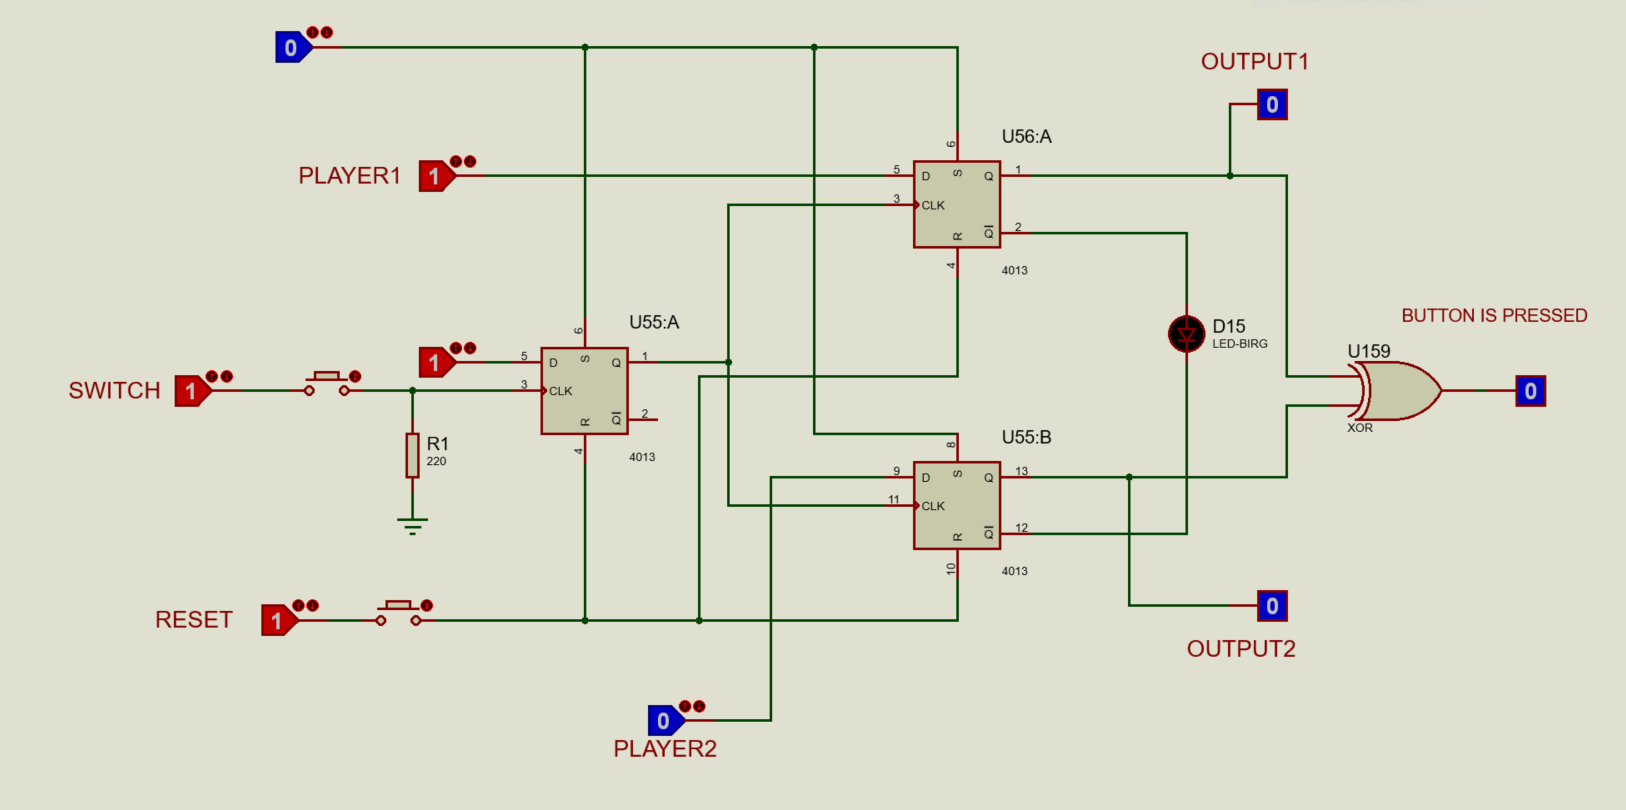 0
OUTPUT1
0
U56:A
PLAYER1
1
5
D
S
6
Q
1
3
CLK
R
QI
2
4
4013
U55:A
BUTTON IS PRESSED
D15
LED-BIRG
U159
XOR
0
1
5
D
S
6
Q
1
SWITCH
1
3
CLK
R
QI
2
4
4013
R1
220
U55:B
9
D
S
8
Q
13
11
CLK
R
QI
12
10
4013
RESET
1
0
OUTPUT2
0
PLAYER2